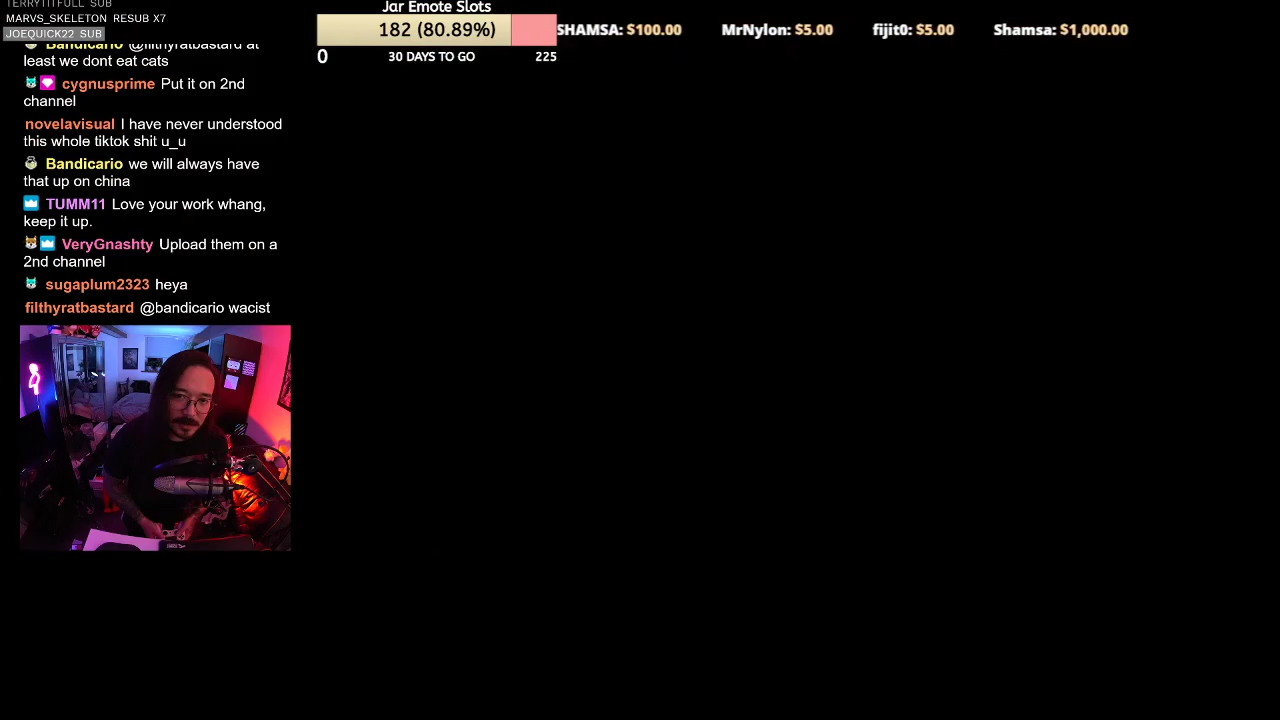 TERRYTITFULL SUB
MARVS_SKELETON RESUB X7
JOEQUICK22 SUB
Bandicario @filthyratbastard at
least we dont eat cats
cygnusprime Put it on 2nd
channel
novelavisual I have never understood
this whole tiktok shit u_u
Bandicario we will always have
that up on china
TUMM11 Love your work whang,
keep it up.
VeryGnashty Upload them on a
2nd channel
sugaplum2323 heya
filthyratbastard @bandicario wacist
Jar Emote Slots
182 (80.89%)
0 30 DAYS TO GO 225
SHAMSA: $100.00 MrNylon: $5.00 fijit0: $5.00 Shamsa: $1,000.00